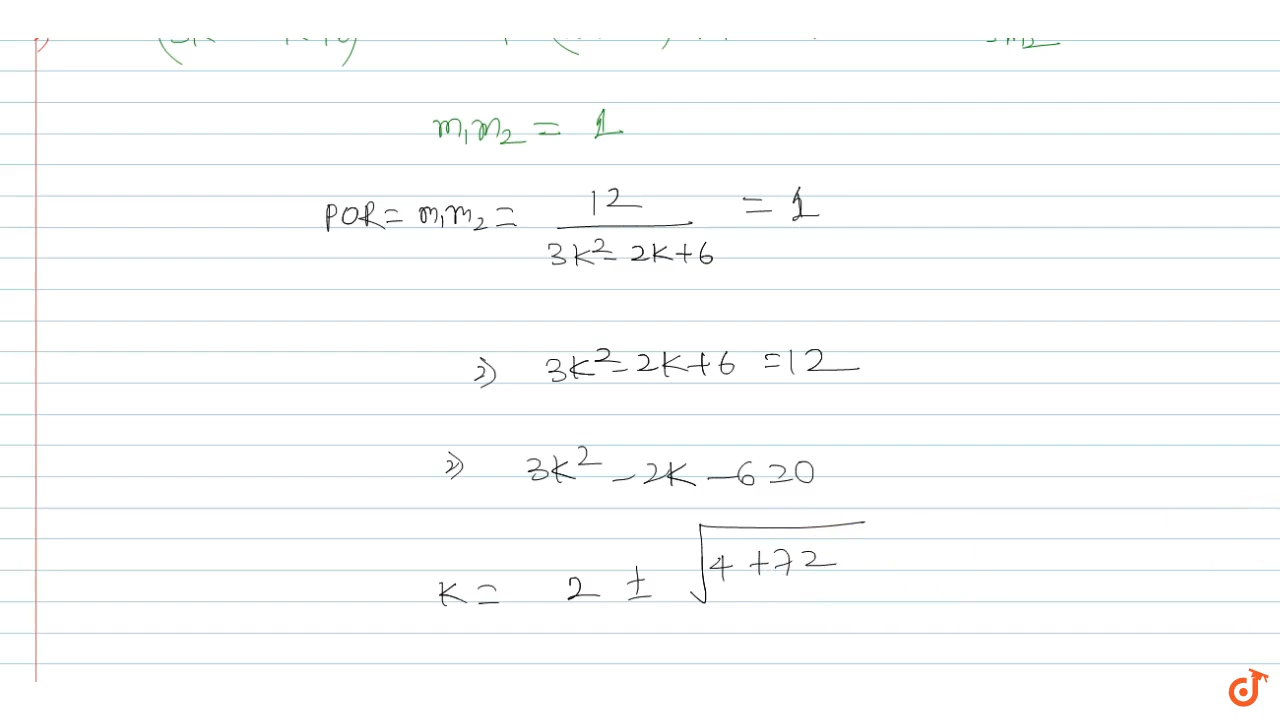 m₁m₂ = 1
POR = m₁m₂ = 12 / 3K² - 2K + 6 = 1
⇒ 3K² - 2K + 6 = 12
⇒ 3K² - 2K - 6 = 0
K = 2 ± √4 + 72